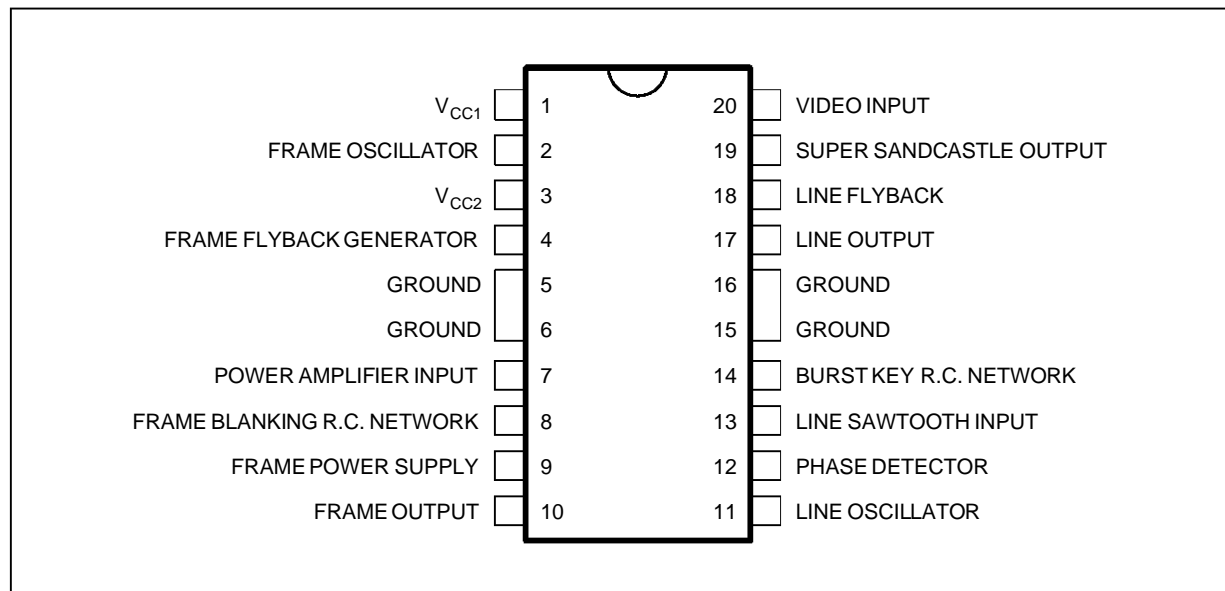 V_CC1 1 20 VIDEO INPUT
FRAME OSCILLATOR 2 19 SUPER SANDCASTLE OUTPUT
V_CC2 3 18 LINE FLYBACK
FRAME FLYBACK GENERATOR 4 17 LINE OUTPUT
GROUND 5 16 GROUND
GROUND 6 15 GROUND
POWER AMPLIFIER INPUT 7 14 BURST KEY R.C. NETWORK
FRAME BLANKING R.C. NETWORK 8 13 LINE SAWTOOTH INPUT
FRAME POWER SUPPLY 9 12 PHASE DETECTOR
FRAME OUTPUT 10 11 LINE OSCILLATOR